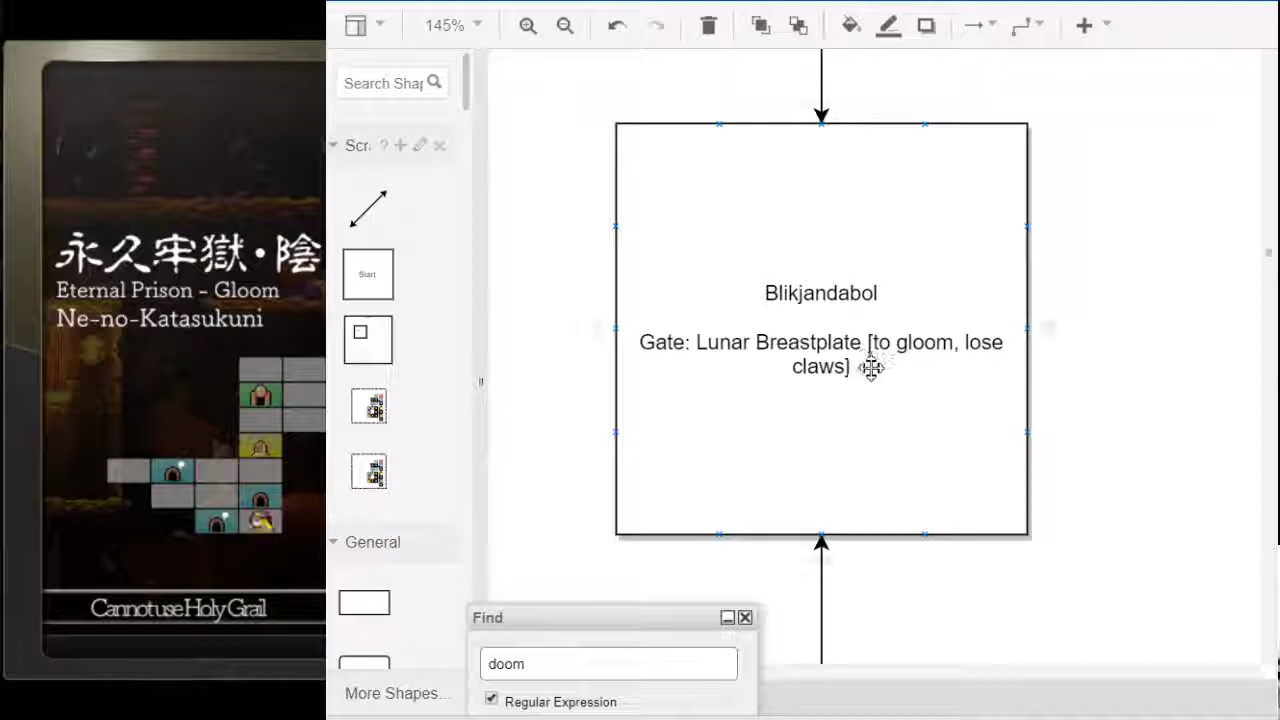 永久牢獄・陰
Eternal Prison - Gloom
Ne-no-Katasukuni
Cannot use Holy Grail
145%
Search Shap
Scr. ?
Start
General
More Shapes...
Blikjandabol
Gate: Lunar Breastplate [to gloom, lose
claws]
Find
doom
Regular Expression